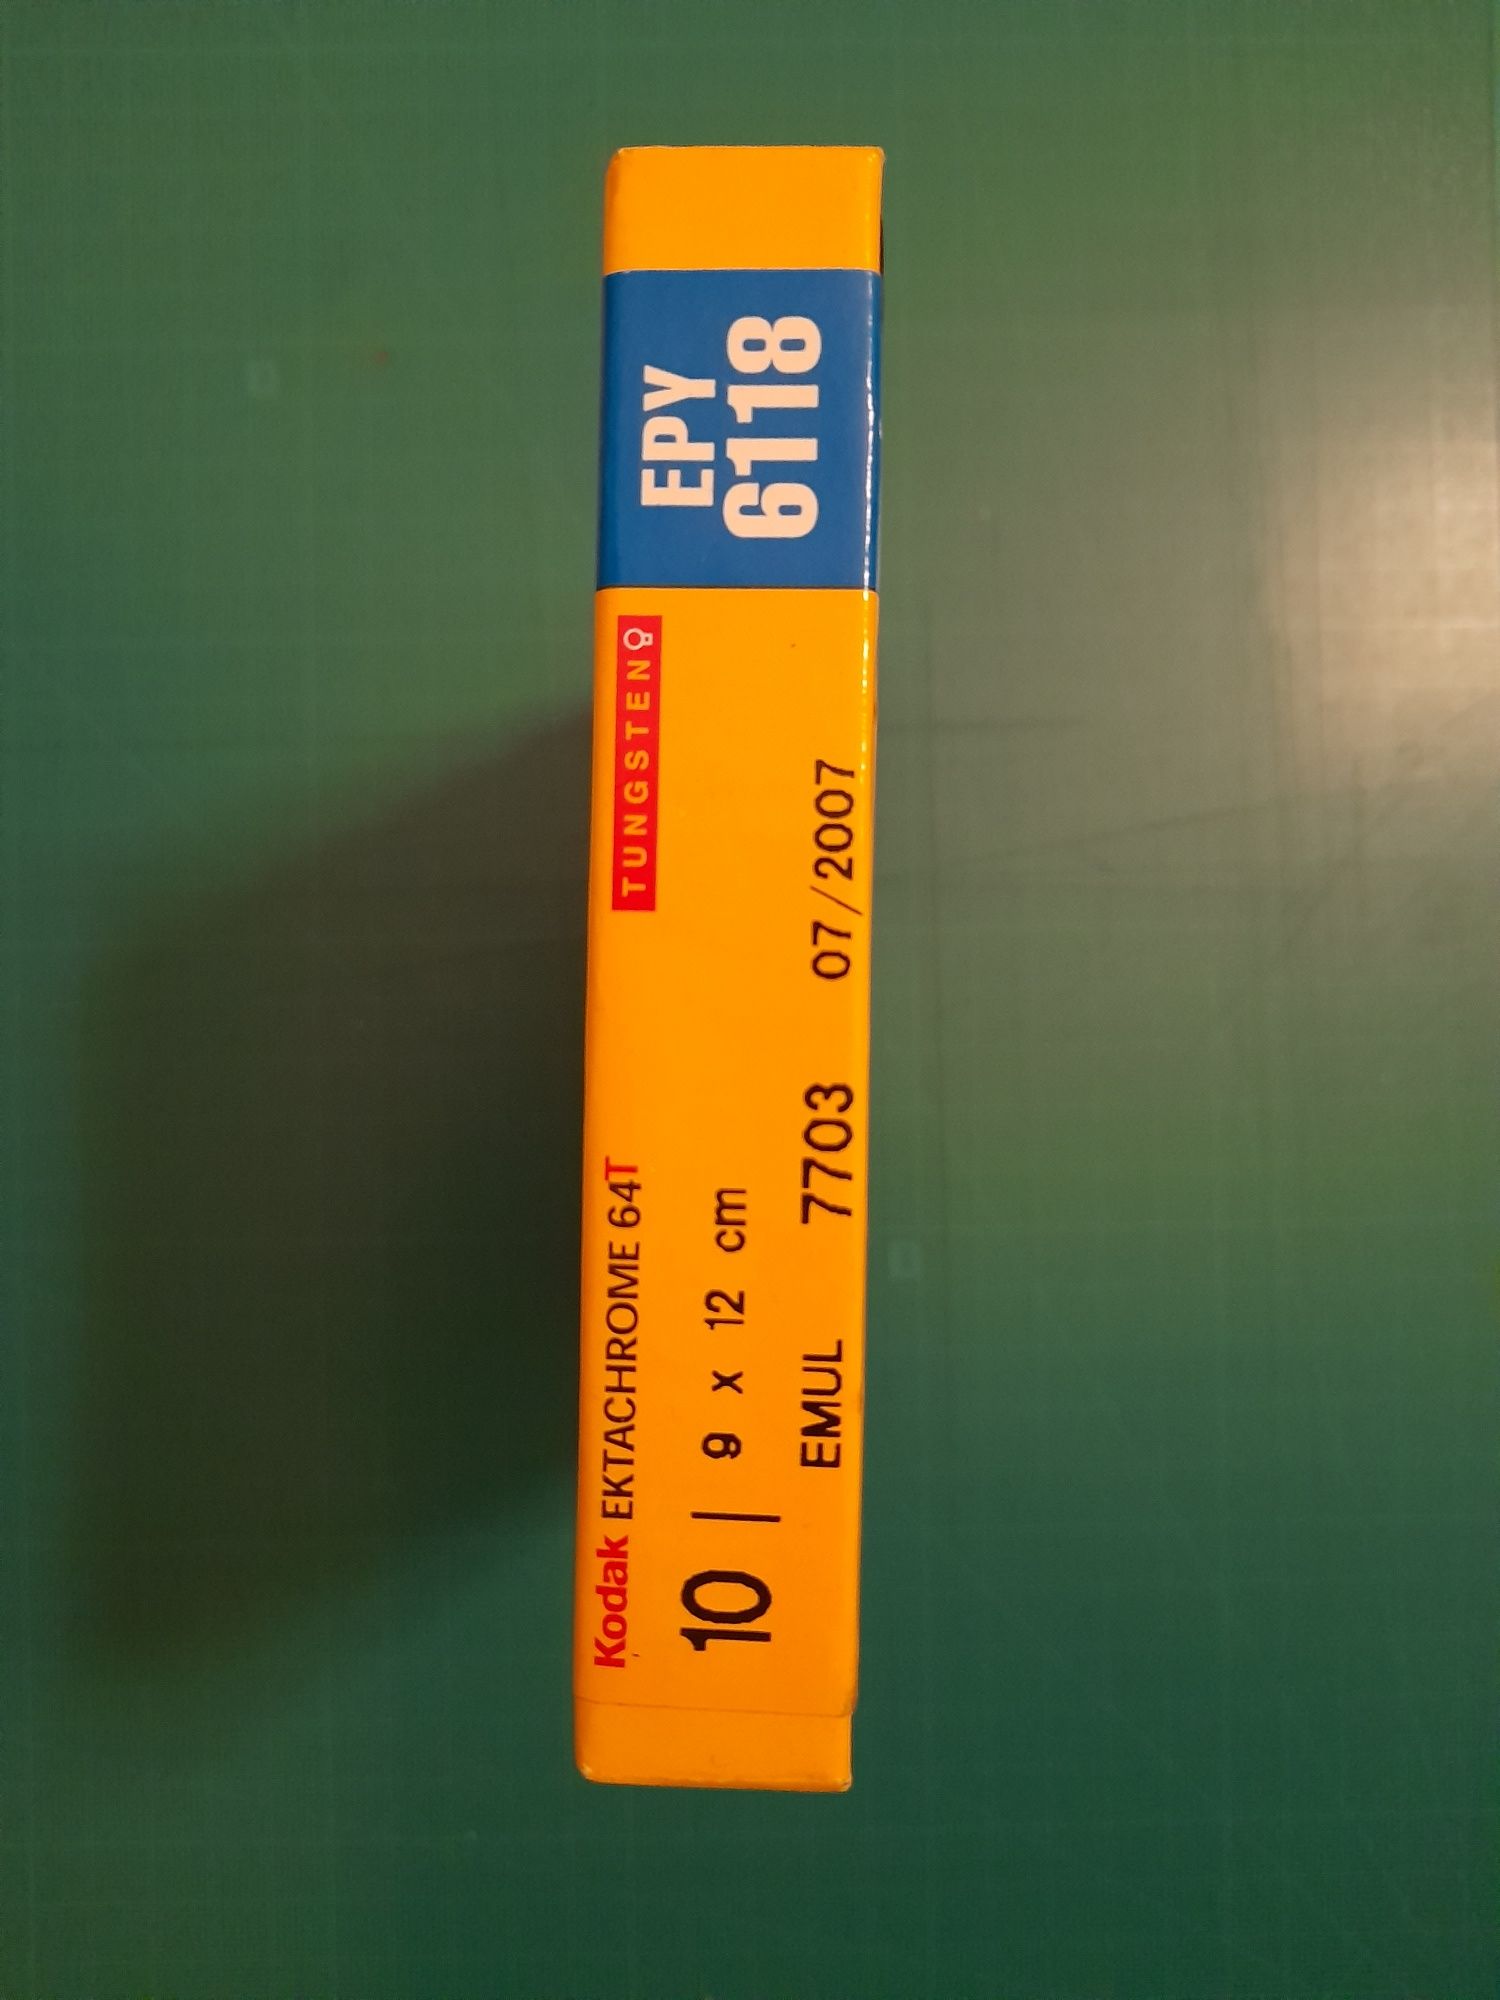 Kodak EKTACHROME 64T
TUNGSTEN
10 | 9 x 12 cm
EMUL 7703 07/2007
EPY
6118